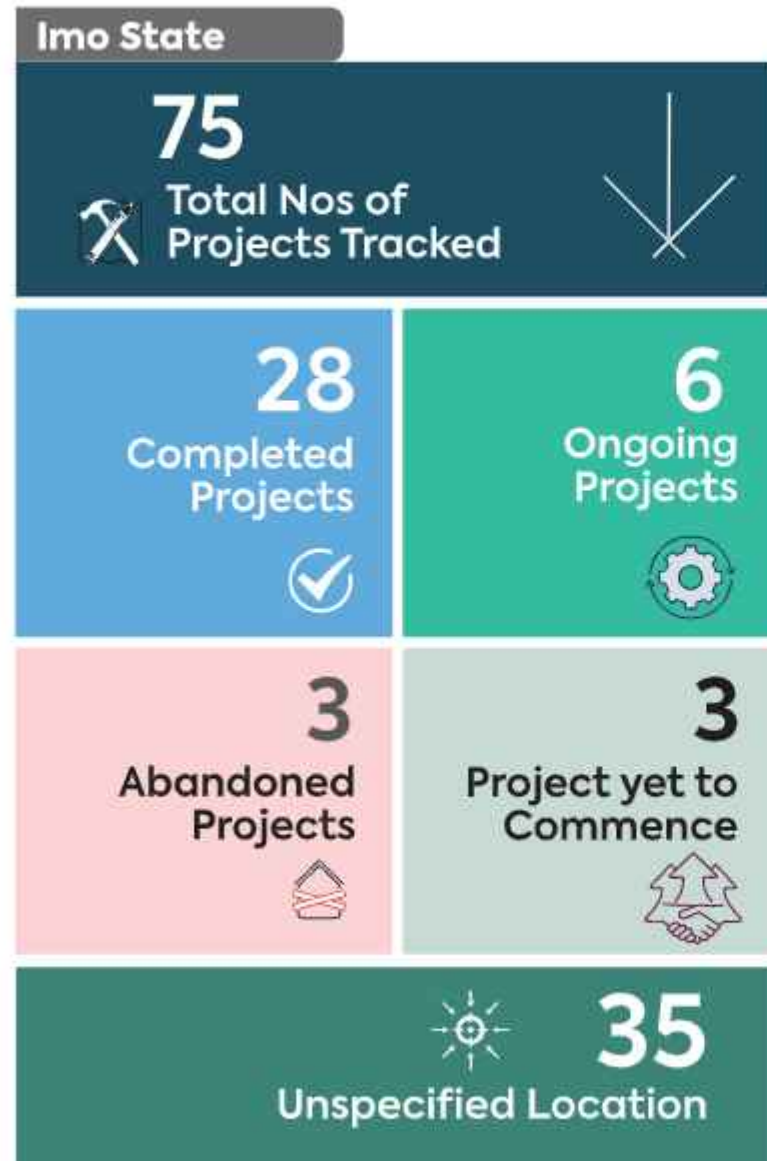 Imo State
75
Total Nos of
Projects Tracked
28
Completed
Projects
6
Ongoing
Projects
3
Abandoned
Projects
3
Project yet to
Commence
35
Unspecified Location